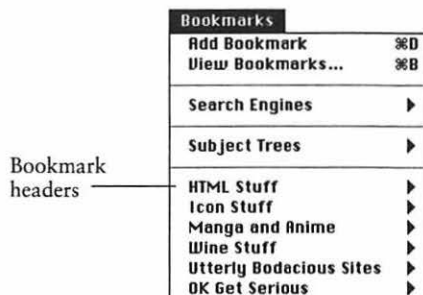 Bookmarks
Add Bookmark ⌘D
View Bookmarks... ⌘B
Search Engines ▶
Subject Trees ▶
Bookmark
headers
HTML Stuff ▶
Icon Stuff ▶
Manga and Anime ▶
Wine Stuff ▶
Utterly Bodacious Sites ▶
OK Get Serious ▶